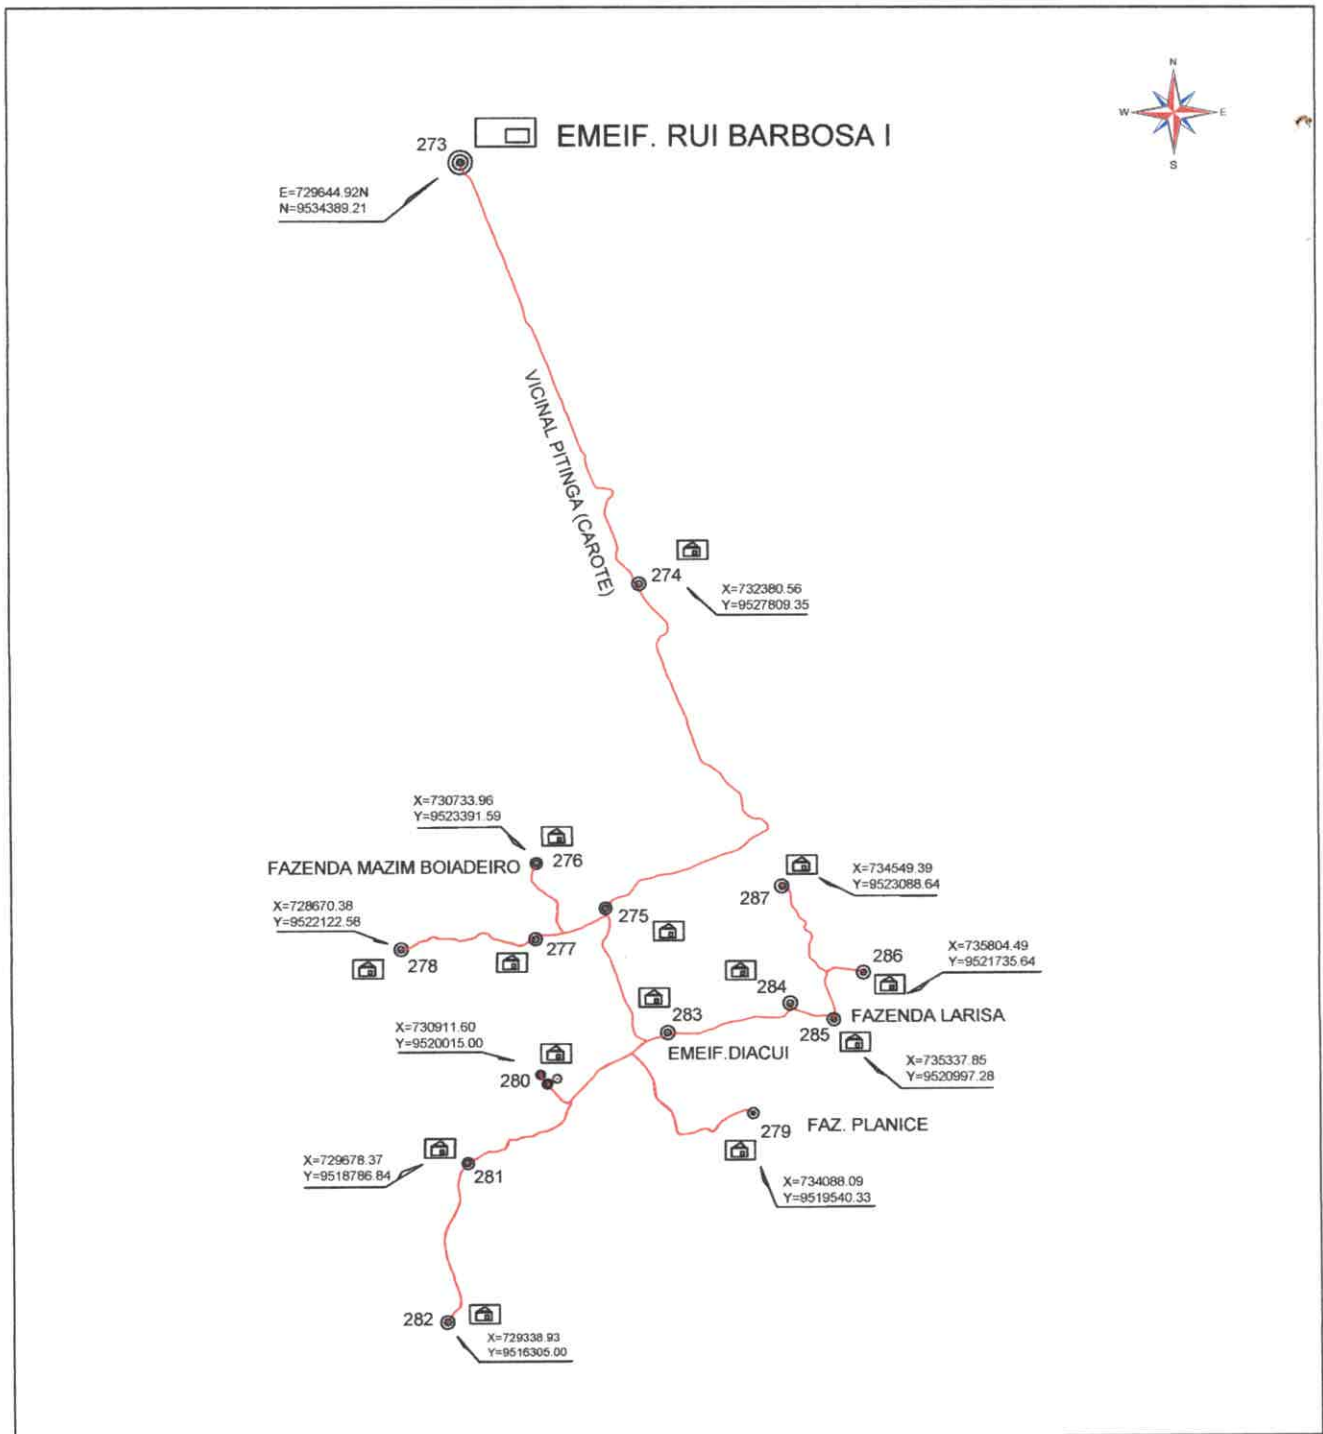 N
W E
S
273
EMEIF. RUI BARBOSA I
E=729644.92N
N=9534389.21
VICINAL PITINGA (CAROTE)
274
X=732380.56
Y=9527809.35
X=730733.96
Y=9523391.59
FAZENDA MAZIM BOIADEIRO
276
287
X=734549.39
Y=9523088.64
X=728670.38
Y=9522122.58
275
278
277
286
X=735804.49
Y=9521735.64
284
283
285
FAZENDA LARISA
EMEIF.DIACUI
X=730911.60
Y=9520015.00
280
X=735337.85
Y=9520997.28
279
FAZ. PLANICE
X=729678.37
Y=9518786.84
281
X=734088.09
Y=9519540.33
282
X=729338.93
Y=9516305.00